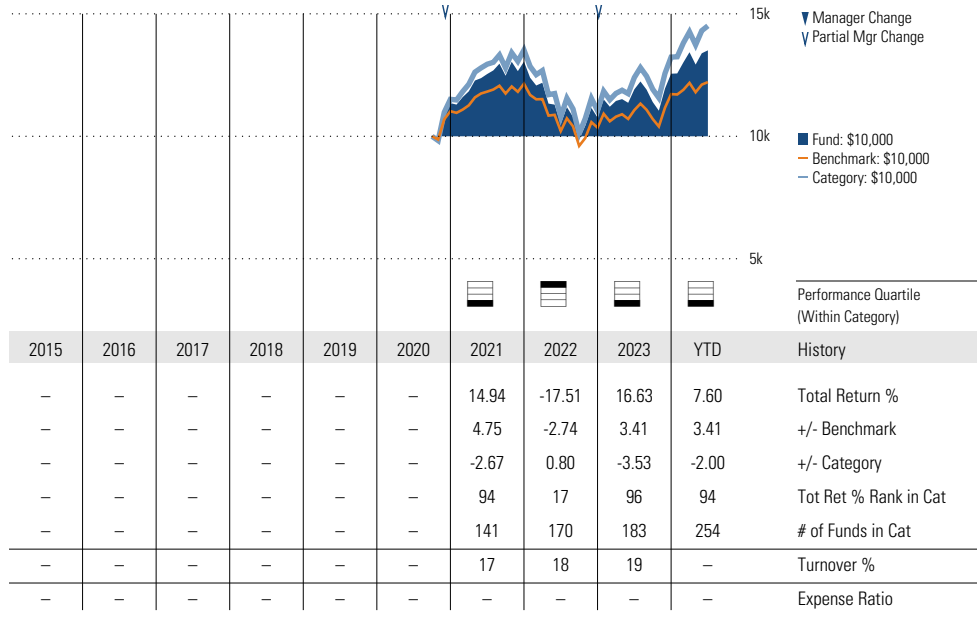 15k
Manager Change
Partial Mgr Change
10k
Fund: $10,000
Benchmark: $10,000
Category: $10,000
5k
Performance Quartile
(Within Category)
2015 2016 2017 2018 2019 2020 2021 2022 2023 YTD History
– – – – – – 14.94 -17.51 16.63 7.60 Total Return %
– – – – – – 4.75 -2.74 3.41 3.41 +/- Benchmark
– – – – – – -2.67 0.80 -3.53 -2.00 +/- Category
– – – – – – 94 17 96 94 Tot Ret % Rank in Cat
– – – – – – 141 170 183 254 # of Funds in Cat
– – – – – – 17 18 19 – Turnover %
– – – – – – – – – – Expense Ratio